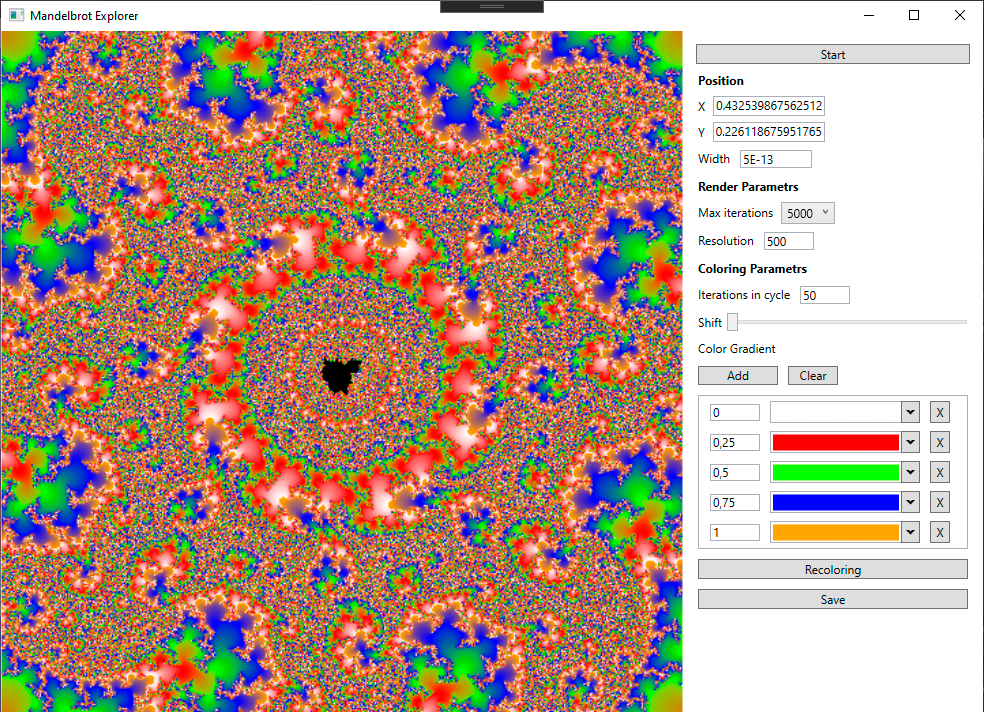 Mandelbrot Explorer
Start
Position
X 0.432539867562512
Y 0.226118675951765
Width 5E-13
Render Parametrs
Max iterations 5000
Resolution 500
Coloring Parametrs
Iterations in cycle 50
Shift
Color Gradient
Add Clear
0 X
0,25 X
0,5 X
0,75 X
1 X
Recoloring
Save